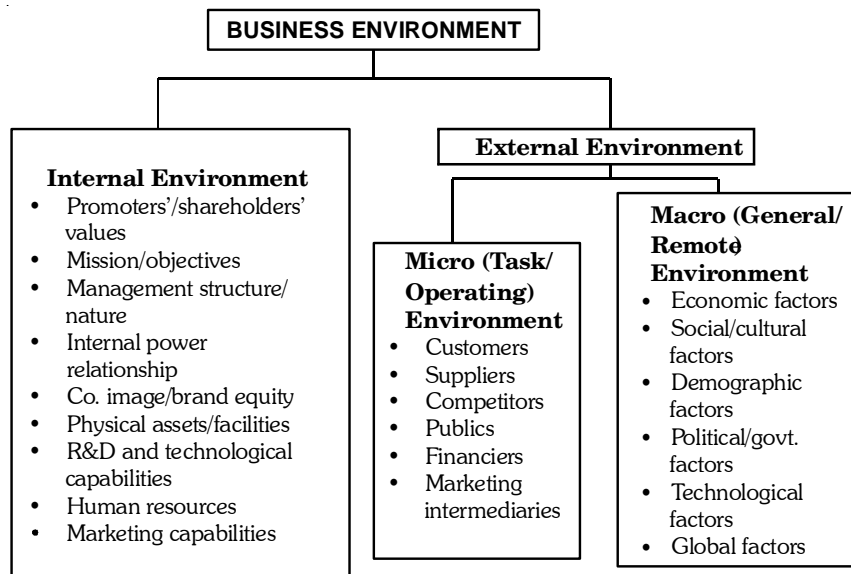 BUSINESS ENVIRONMENT
Internal Environment
• Promoters'/shareholders'
values
• Mission/objectives
• Management structure/
nature
• Internal power
relationship
• Co. image/brand equity
• Physical assets/facilities
• R&D and technological
capabilities
• Human resources
• Marketing capabilities
External Environment
Micro (Task/
Operating)
Environment
• Customers
• Suppliers
• Competitors
• Publics
• Financiers
• Marketing
intermediaries
Macro (General/
Remote)
Environment
• Economic factors
• Social/cultural
factors
• Demographic
factors
• Political/govt.
factors
• Technological
factors
• Global factors